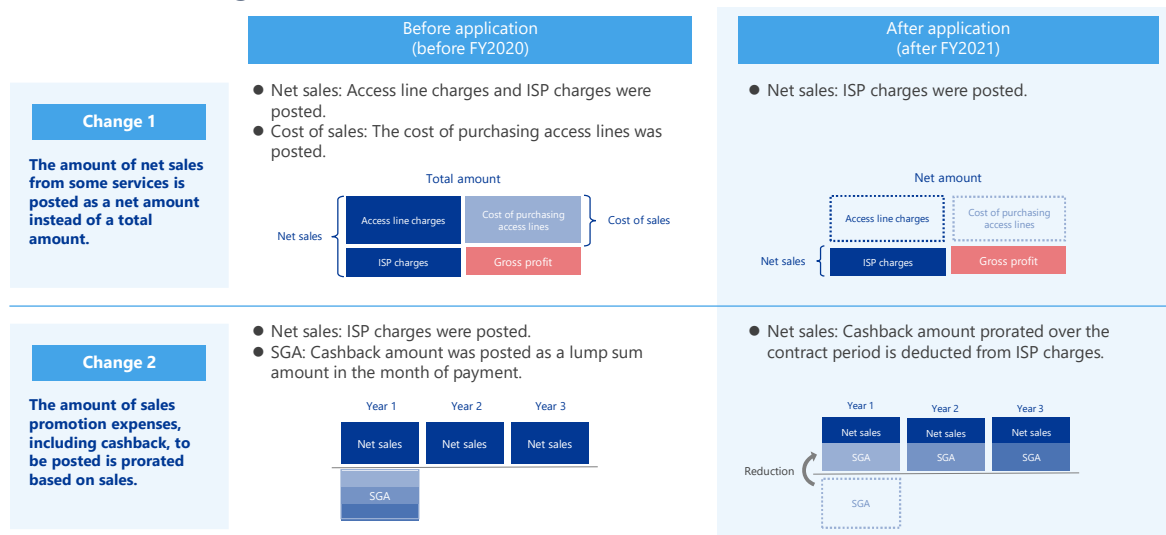 Before application
(before FY2020)
After application
(after FY2021)
Change 1
The amount of net sales
from some services is
posted as a net amount
instead of a total
amount.
● Net sales: Access line charges and ISP charges were
posted.
● Cost of sales: The cost of purchasing access lines was
posted.
Total amount
Net sales
Access line charges
Cost of purchasing
access lines
Cost of sales
ISP charges
Gross profit
● Net sales: ISP charges were posted.
Net amount
Access line charges
Cost of purchasing
access lines
Net sales
ISP charges
Gross profit
Change 2
The amount of sales
promotion expenses,
including cashback, to
be posted is prorated
based on sales.
● Net sales: ISP charges were posted.
● SGA: Cashback amount was posted as a lump sum
amount in the month of payment.
Year 1
Year 2
Year 3
Net sales
Net sales
Net sales
SGA
● Net sales: Cashback amount prorated over the
contract period is deducted from ISP charges.
Year 1
Year 2
Year 3
Net sales
Net sales
Net sales
SGA
SGA
SGA
Reduction
SGA